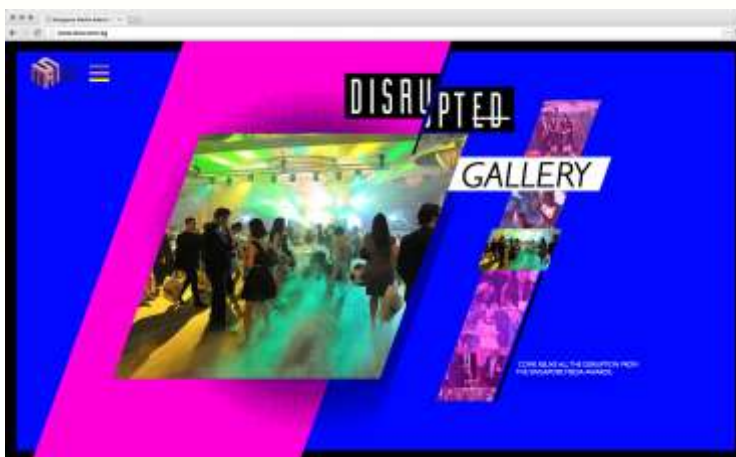 DISRUPTED
GALLERY
COME RELIVE ALL THE DISRUPTION FROM
THE SINGAPORE MEDIA AWARDS.